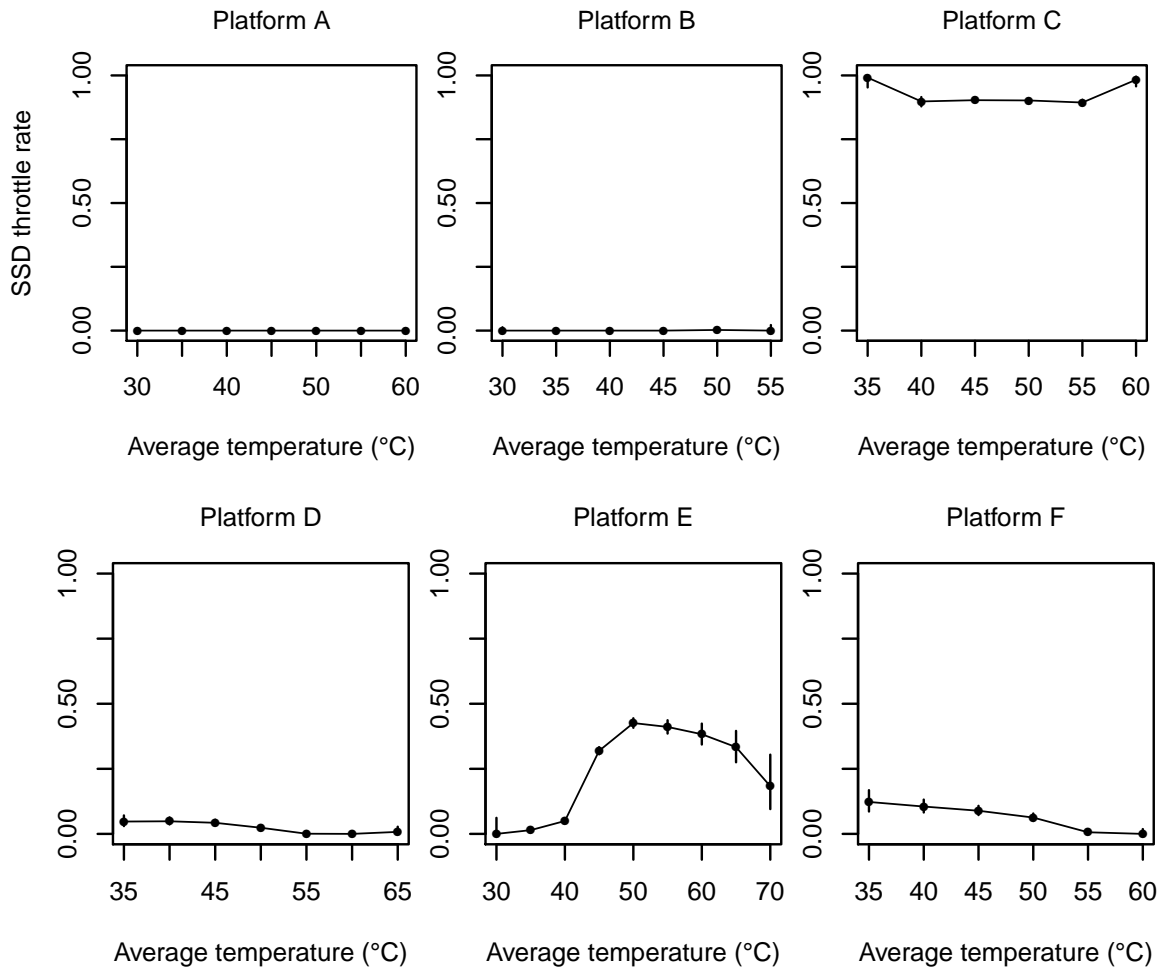 Platform A
Platform B
Platform C
SSD throttle rate
1.00
0.50
0.00
30 40 50 60
1.00
0.50
0.00
30 35 40 45 50 55
1.00
0.50
0.00
35 40 45 50 55 60
Average temperature (°C)
Average temperature (°C)
Average temperature (°C)
Platform D
Platform E
Platform F
1.00
0.50
0.00
35 45 55 65
1.00
0.50
0.00
30 40 50 60 70
1.00
0.50
0.00
35 40 45 50 55 60
Average temperature (°C)
Average temperature (°C)
Average temperature (°C)